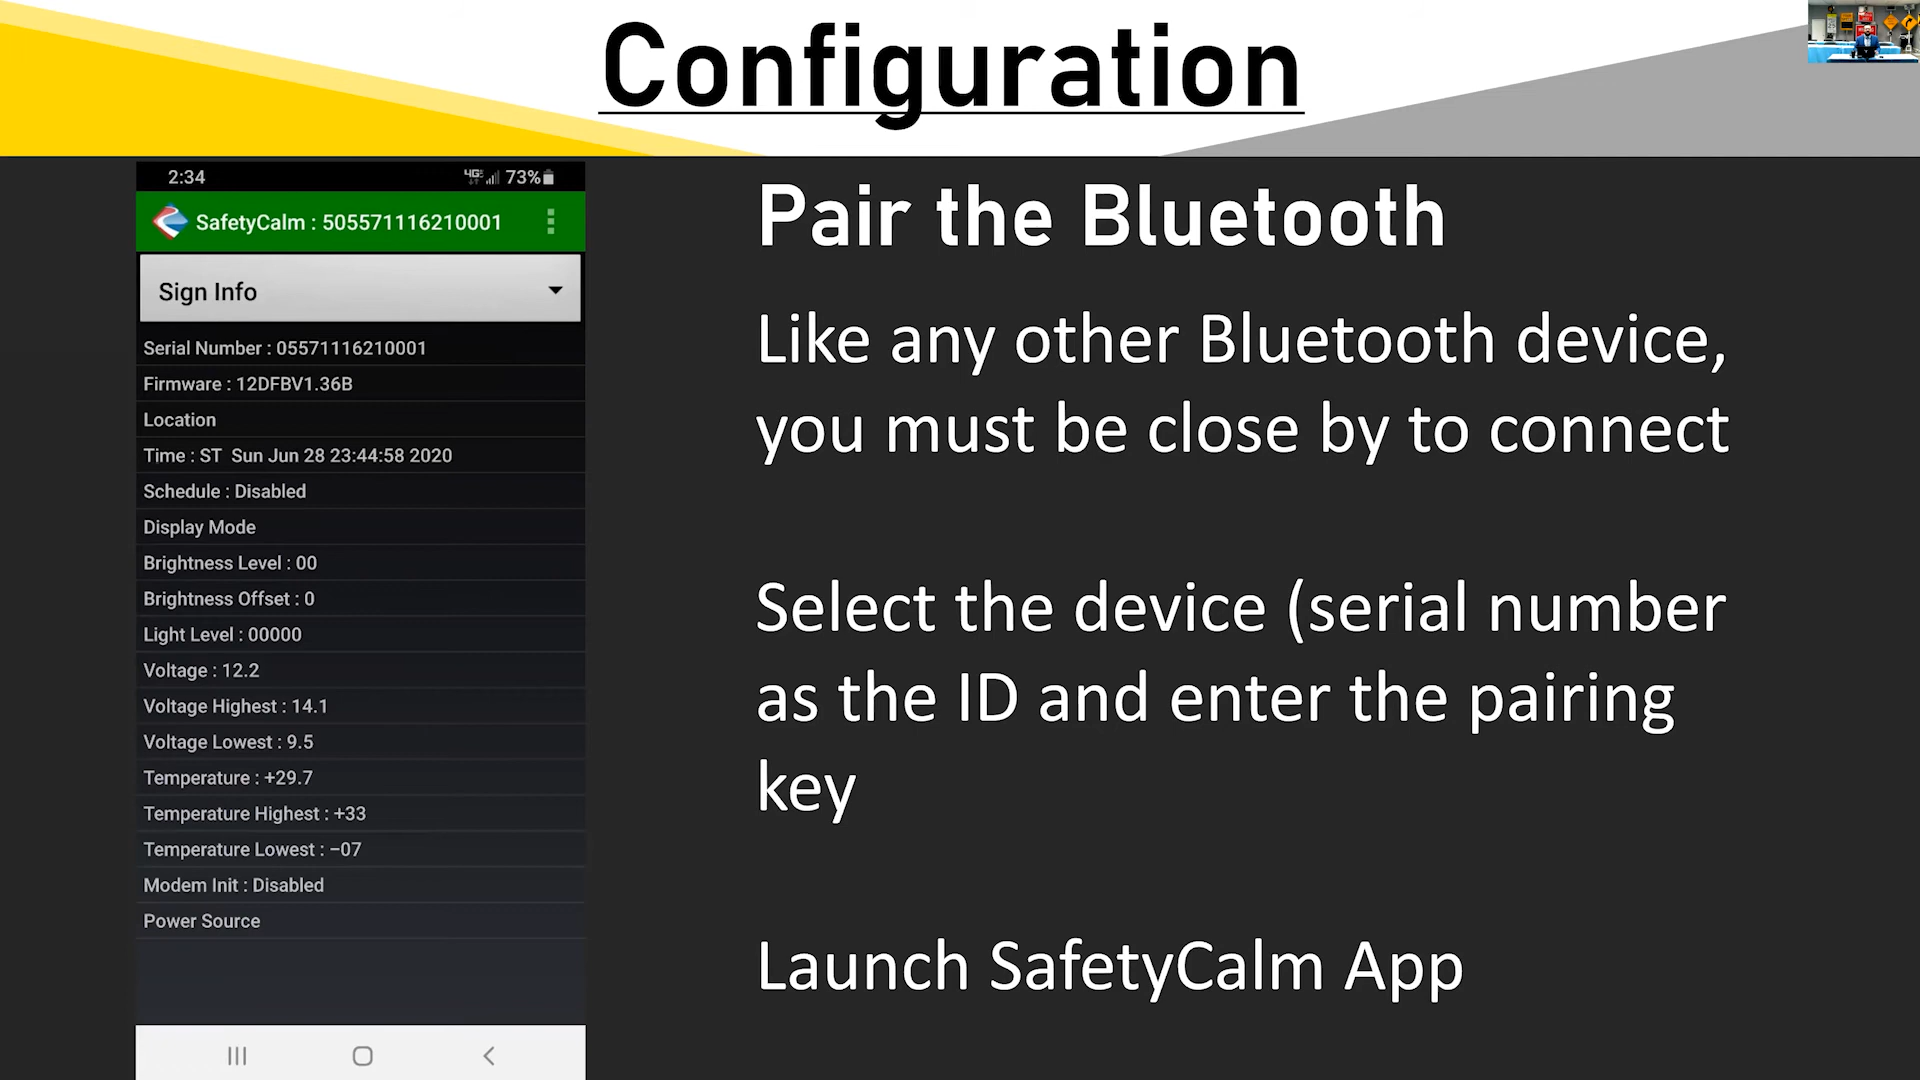 Configuration
2:34
4GE 73%
SafetyCalm : 505571116210001
Sign Info
Serial Number : 05571116210001
Firmware : 12DFBV1.36B
Location
Time : ST Sun Jun 28 23:44:58 2020
Schedule : Disabled
Display Mode
Brightness Level : 00
Brightness Offset : 0
Light Level : 00000
Voltage : 12.2
Voltage Highest : 14.1
Voltage Lowest : 9.5
Temperature : +29.7
Temperature Highest : +33
Temperature Lowest : –07
Modem Init : Disabled
Power Source
Pair the Bluetooth
Like any other Bluetooth device,
you must be close by to connect
Select the device (serial number
as the ID and enter the pairing
key
Launch SafetyCalm App